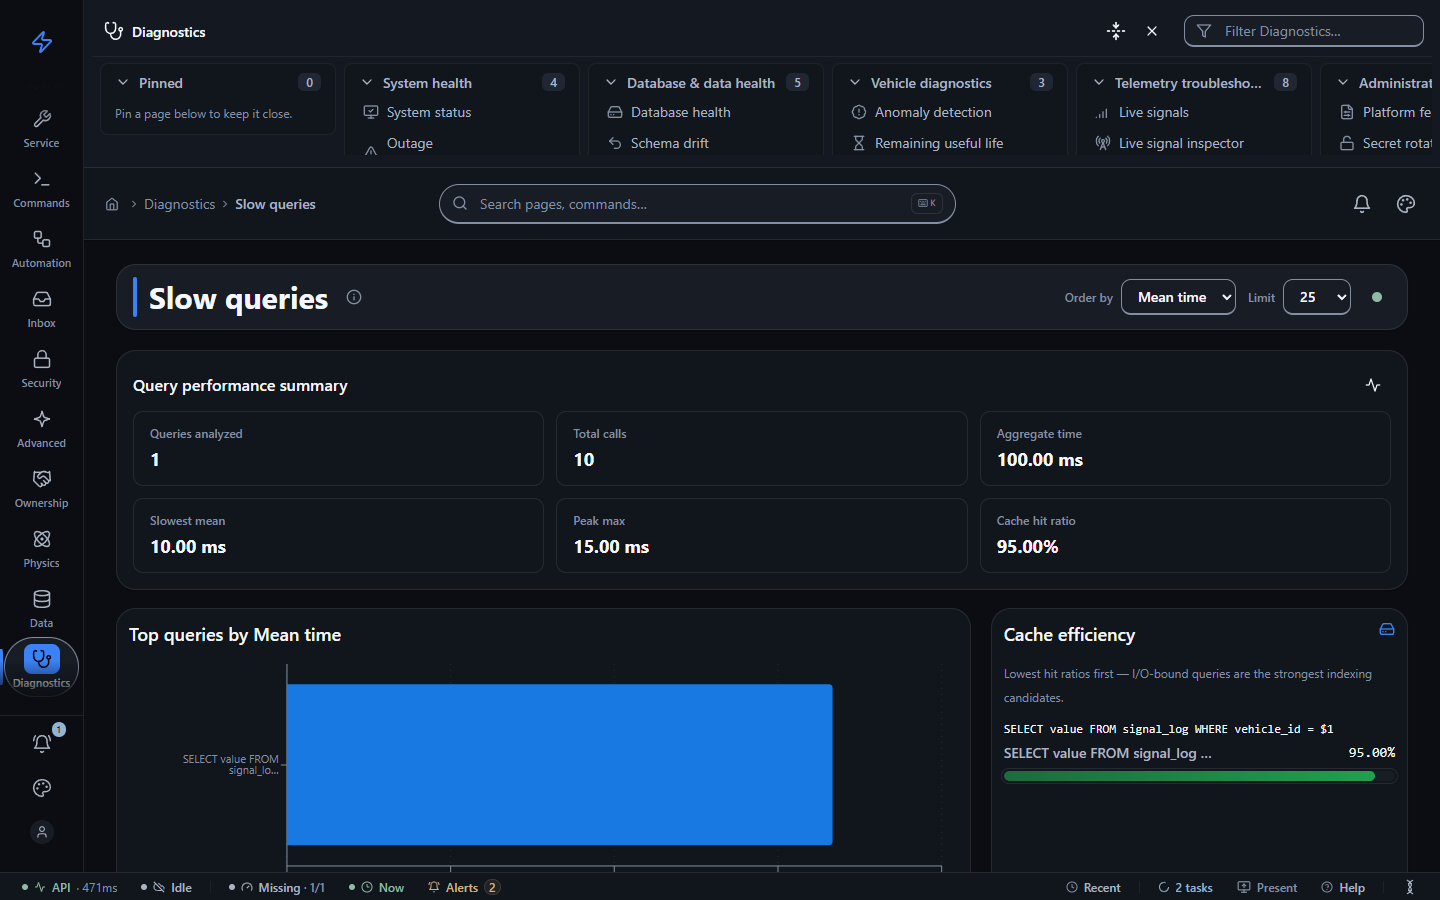 Diagnostics
Filter Diagnostics...
Pinned 0
Pin a page below to keep it close.
System health 4
System status
Outage
Database & data health 5
Database health
Schema drift
Vehicle diagnostics 3
Anomaly detection
Remaining useful life
Telemetry troublesho... 8
Live signals
Live signal inspector
Administrat
Platform fe
Secret rotat
Service
Commands
Automation
Inbox
Security
Advanced
Ownership
Physics
Data
Diagnostics
1
Diagnostics
Slow queries
Search pages, commands...
K
Slow queries
Order by
Mean time
Limit
25
Query performance summary
Queries analyzed
1
Total calls
10
Aggregate time
100.00 ms
Slowest mean
10.00 ms
Peak max
15.00 ms
Cache hit ratio
95.00%
Top queries by Mean time
SELECT value FROM
signal_lo...
Cache efficiency
Lowest hit ratios first — I/O-bound queries are the strongest indexing
candidates.
SELECT value FROM signal_log WHERE vehicle_id = $1
SELECT value FROM signal_log ... 95.00%
API · 471ms
Idle
Missing · 1/1
Now
Alerts 2
Recent
2 tasks
Present
Help